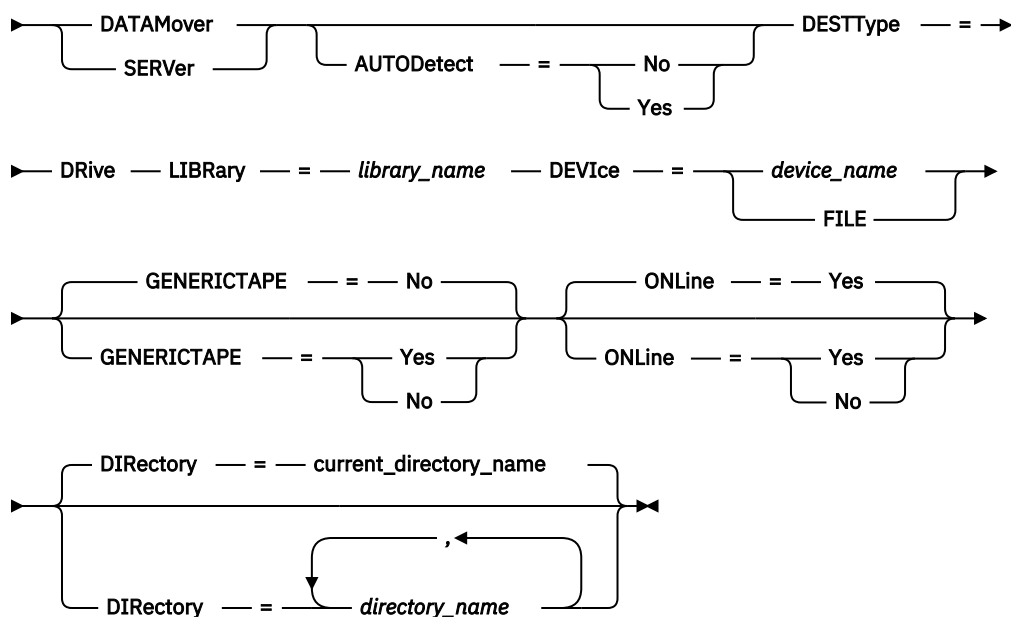 DATAMover DESTType =
SERVer AUTODetect = No
Yes
DRive LIBRary = library_name DEVIce = device_name
FILE
GENERICTAPE = No ONLine = Yes
GENERICTAPE = Yes ONLine = Yes
No No
DIRectory = current_directory_name
,
DIRectory = directory_name